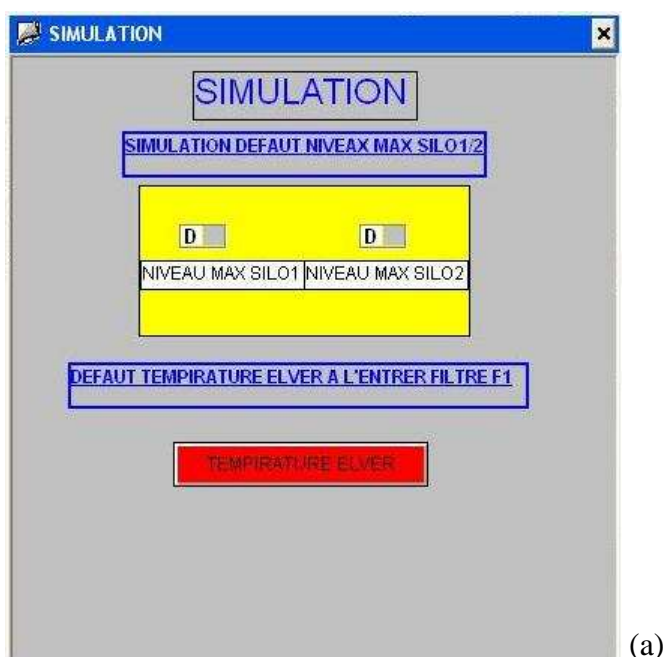 SIMULATION
SIMULATION
SIMULATION DEFAUT NIVEAX MAX SILO1/2
D D
NIVEAU MAX SILO1 NIVEAU MAX SILO2
DEFAUT TEMPIRATURE ELVER A L'ENTRER FILTRE F1
TEMPIRATURE ELVER
(a)